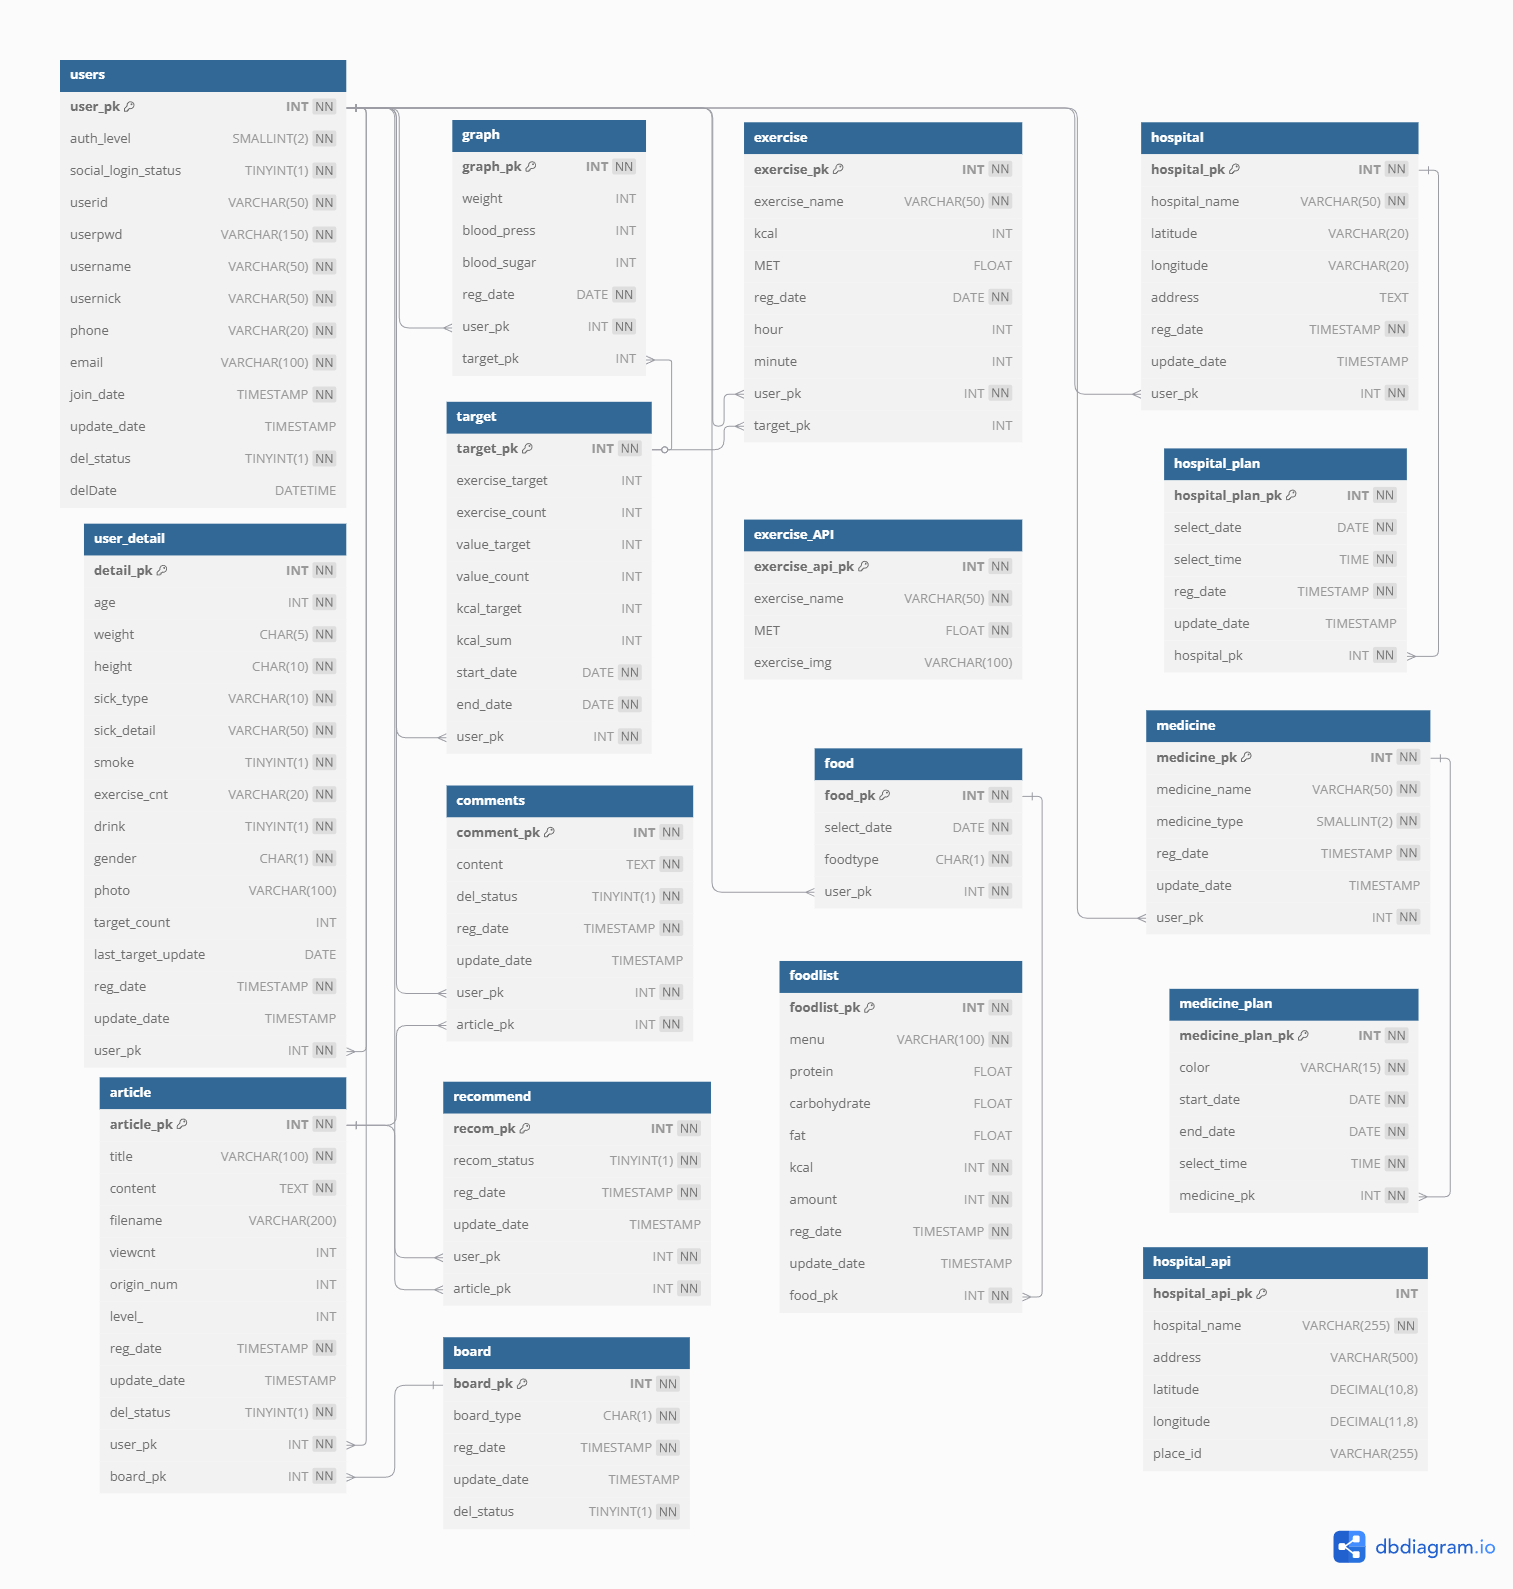 users
user_pk INT NN
auth_level SMALLINT(2) NN
social_login_status TINYINT(1) NN
userid VARCHAR(50) NN
userpwd VARCHAR(150) NN
username VARCHAR(50) NN
usernick VARCHAR(50) NN
phone VARCHAR(20) NN
email VARCHAR(100) NN
join_date TIMESTAMP NN
update_date TIMESTAMP
del_status TINYINT(1) NN
delDate DATETIME
user_detail
detail_pk INT NN
age INT NN
weight CHAR(5) NN
height CHAR(10) NN
sick_type VARCHAR(10) NN
sick_detail VARCHAR(50) NN
smoke TINYINT(1) NN
exercise_cnt VARCHAR(20) NN
drink TINYINT(1) NN
gender CHAR(1) NN
photo VARCHAR(100)
target_count INT
last_target_update DATE
reg_date TIMESTAMP NN
update_date TIMESTAMP
user_pk INT NN
article
article_pk INT NN
title VARCHAR(100) NN
content TEXT NN
filename VARCHAR(200)
viewcnt INT
origin_num INT
level_ INT
reg_date TIMESTAMP NN
update_date TIMESTAMP
del_status TINYINT(1) NN
user_pk INT NN
board_pk INT NN
graph
graph_pk INT NN
weight INT
blood_press INT
blood_sugar INT
reg_date DATE NN
user_pk INT NN
target_pk INT
target
target_pk INT NN
exercise_target INT
exercise_count INT
value_target INT
value_count INT
kcal_target INT
kcal_sum INT
start_date DATE NN
end_date DATE NN
user_pk INT NN
comments
comment_pk INT NN
content TEXT NN
del_status TINYINT(1) NN
reg_date TIMESTAMP NN
update_date TIMESTAMP
user_pk INT NN
article_pk INT NN
recommend
recom_pk INT NN
recom_status TINYINT(1) NN
reg_date TIMESTAMP NN
update_date TIMESTAMP
user_pk INT NN
article_pk INT NN
board
board_pk INT NN
board_type CHAR(1) NN
reg_date TIMESTAMP NN
update_date TIMESTAMP
del_status TINYINT(1) NN
exercise
exercise_pk INT NN
exercise_name VARCHAR(50) NN
kcal INT
MET FLOAT
reg_date DATE NN
hour INT
minute INT
user_pk INT NN
target_pk INT
exercise_API
exercise_api_pk INT NN
exercise_name VARCHAR(50) NN
MET FLOAT NN
exercise_img VARCHAR(100)
food
food_pk INT NN
select_date DATE NN
foodtype CHAR(1) NN
user_pk INT NN
foodlist
foodlist_pk INT NN
menu VARCHAR(100) NN
protein FLOAT
carbohydrate FLOAT
fat FLOAT
kcal INT NN
amount INT NN
reg_date TIMESTAMP NN
update_date TIMESTAMP
food_pk INT NN
hospital
hospital_pk INT NN
hospital_name VARCHAR(50) NN
latitude VARCHAR(20)
longitude VARCHAR(20)
address TEXT
reg_date TIMESTAMP NN
update_date TIMESTAMP
user_pk INT NN
hospital_plan
hospital_plan_pk INT NN
select_date DATE NN
select_time TIME NN
reg_date TIMESTAMP NN
update_date TIMESTAMP
hospital_pk INT NN
medicine
medicine_pk INT NN
medicine_name VARCHAR(50) NN
medicine_type SMALLINT(2) NN
reg_date TIMESTAMP NN
update_date TIMESTAMP
user_pk INT NN
medicine_plan
medicine_plan_pk INT NN
color VARCHAR(15) NN
start_date DATE NN
end_date DATE NN
select_time TIME NN
medicine_pk INT NN
hospital_api
hospital_api_pk INT
hospital_name VARCHAR(255) NN
address VARCHAR(500)
latitude DECIMAL(10,8)
longitude DECIMAL(11,8)
place_id VARCHAR(255)
dbdiagram.io